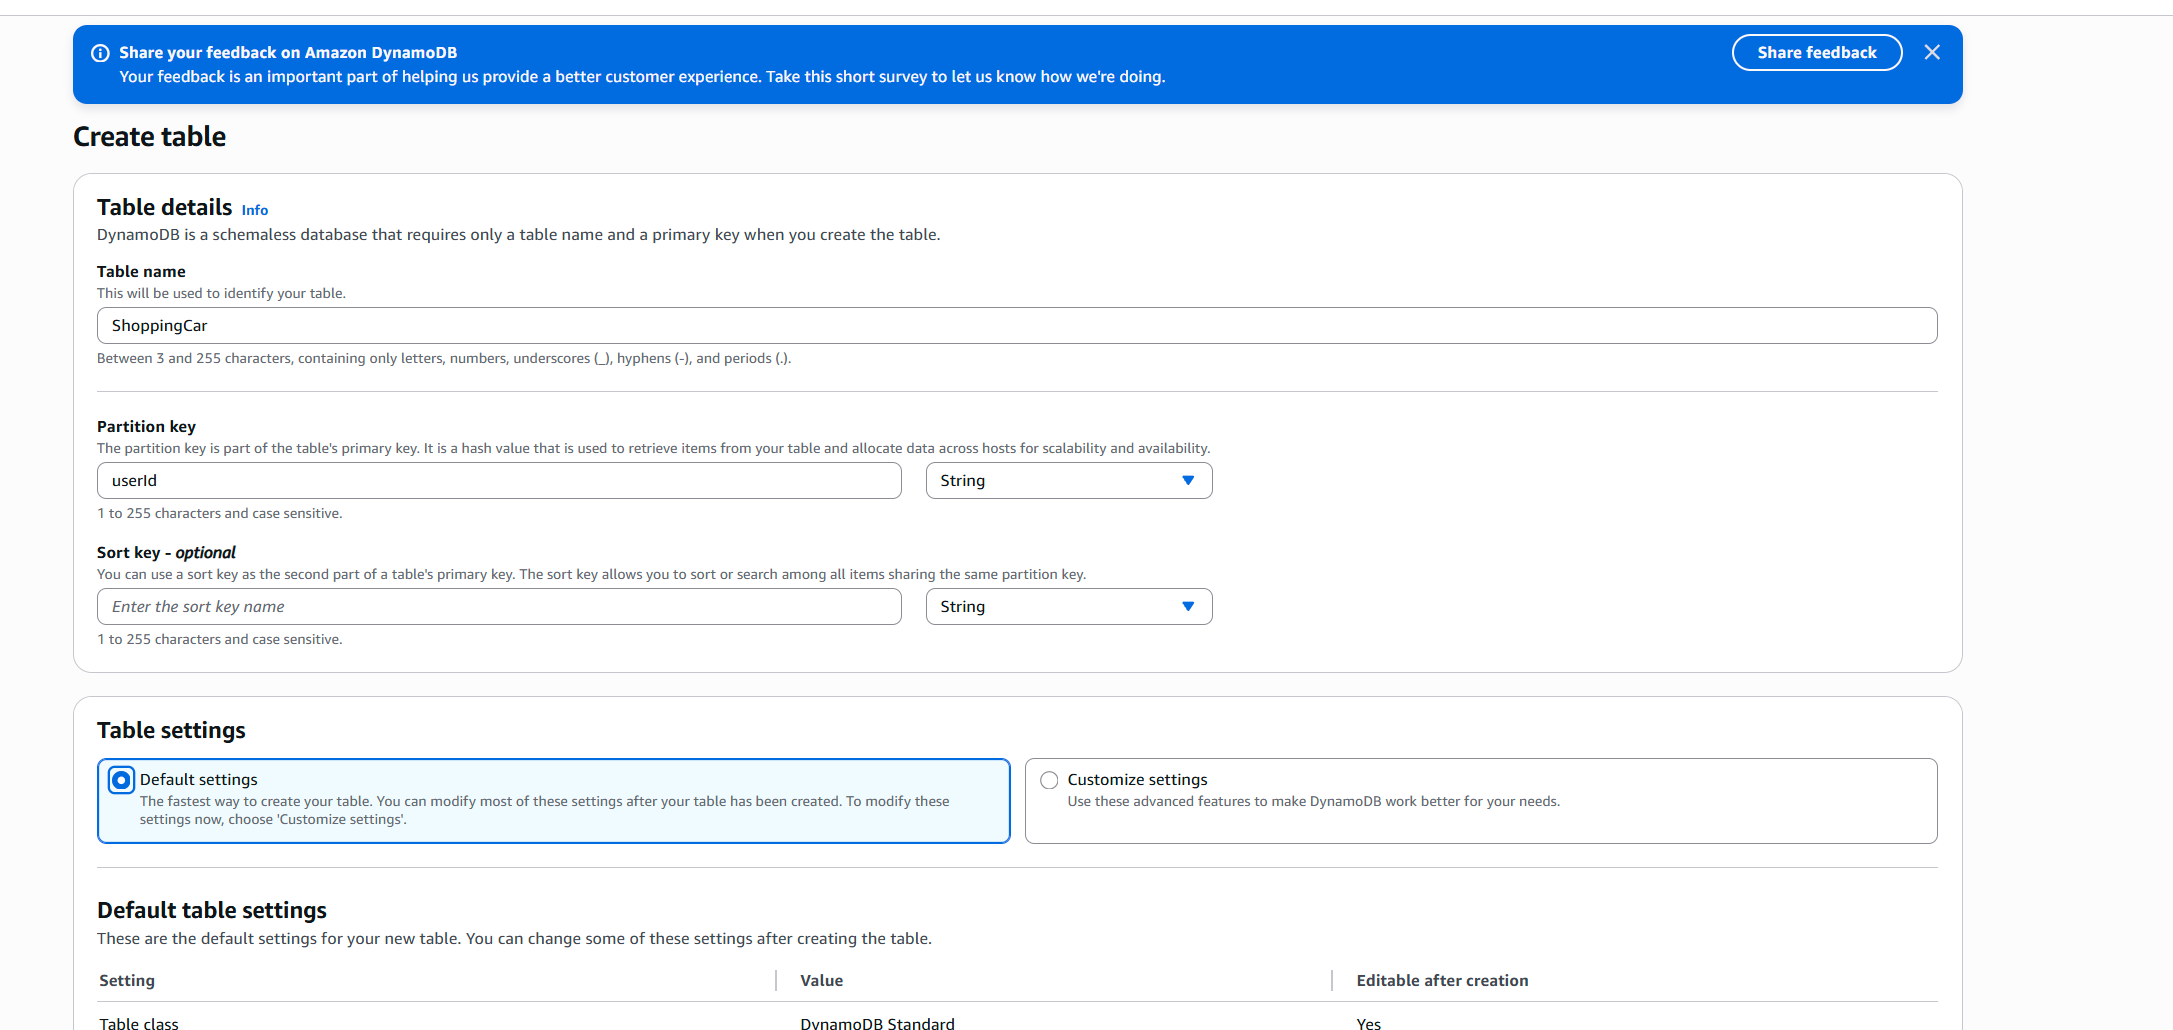 Share your feedback on Amazon DynamoDB
Your feedback is an important part of helping us provide a better customer experience. Take this short survey to let us know how we're doing.
Share feedback
Create table
Table details Info
DynamoDB is a schemaless database that requires only a table name and a primary key when you create the table.
Table name
This will be used to identify your table.
ShoppingCar
Between 3 and 255 characters, containing only letters, numbers, underscores (_), hyphens (-), and periods (.).
Partition key
The partition key is part of the table's primary key. It is a hash value that is used to retrieve items from your table and allocate data across hosts for scalability and availability.
userId String
1 to 255 characters and case sensitive.
Sort key - optional
You can use a sort key as the second part of a table's primary key. The sort key allows you to sort or search among all items sharing the same partition key.
Enter the sort key name String
1 to 255 characters and case sensitive.
Table settings
Default settings
The fastest way to create your table. You can modify most of these settings after your table has been created. To modify these
settings now, choose 'Customize settings'.
Customize settings
Use these advanced features to make DynamoDB work better for your needs.
Default table settings
These are the default settings for your new table. You can change some of these settings after creating the table.
Setting Value Editable after creation
Table class DynamoDB Standard Yes